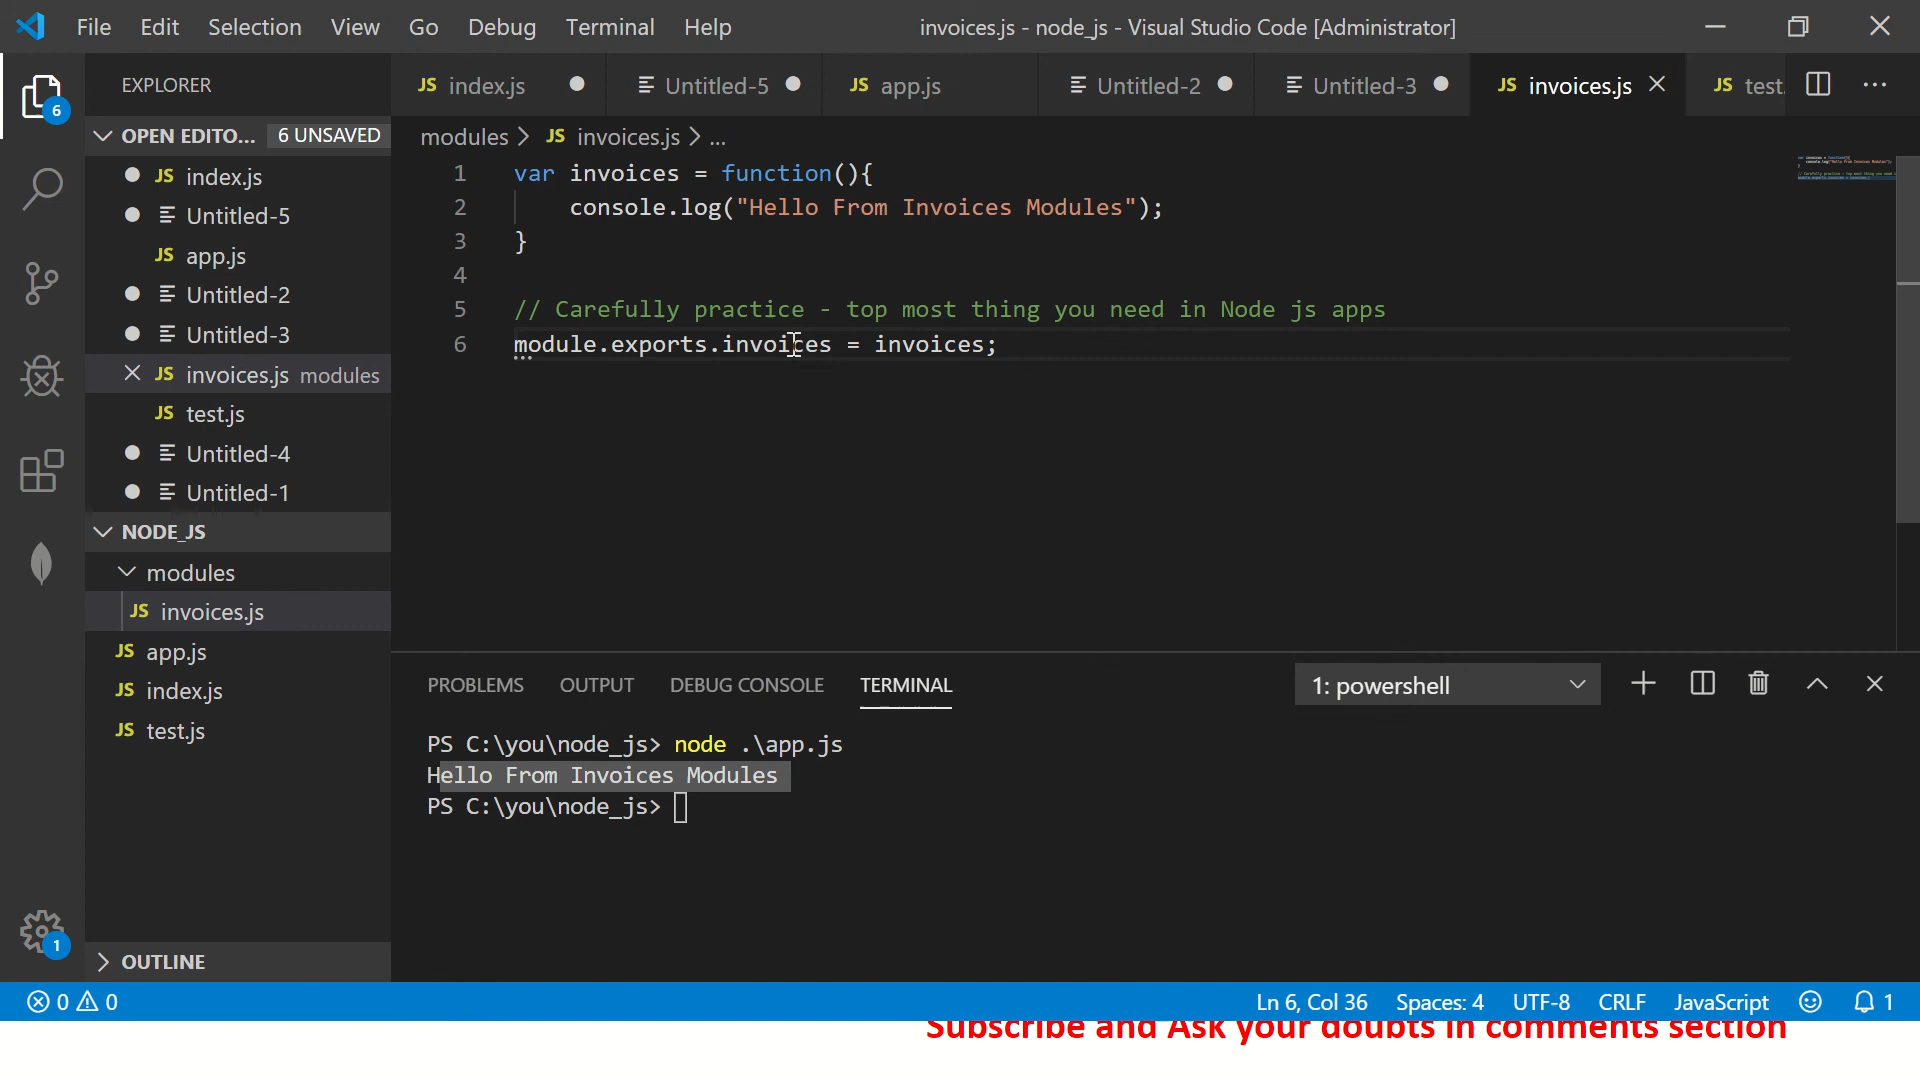 File Edit Selection View Go Debug Terminal Help invoices.js - node_js - Visual Studio Code [Administrator]
EXPLORER
JS index.js Untitled-5 JS app.js Untitled-2 Untitled-3 JS invoices.js JS test. ...
6
OPEN EDITO... 6 UNSAVED
JS index.js
Untitled-5
JS app.js
Untitled-2
Untitled-3
JS invoices.js modules
JS test.js
Untitled-4
Untitled-1
NODE_JS
modules
JS invoices.js
JS app.js
JS index.js
JS test.js
1
OUTLINE
modules > JS invoices.js > ...
1 var invoices = function(){
2 console.log("Hello From Invoices Modules");
3 }
4
5 // Carefully practice - top most thing you need in Node js apps
6 module.exports.invoices = invoices;
PROBLEMS OUTPUT DEBUG CONSOLE TERMINAL 1: powershell
PS C:\you\node_js> node .\app.js
Hello From Invoices Modules
PS C:\you\node_js>
0 0 Ln 6, Col 36 Spaces: 4 UTF-8 CRLF JavaScript 1
Subscribe and Ask your doubts in comments section